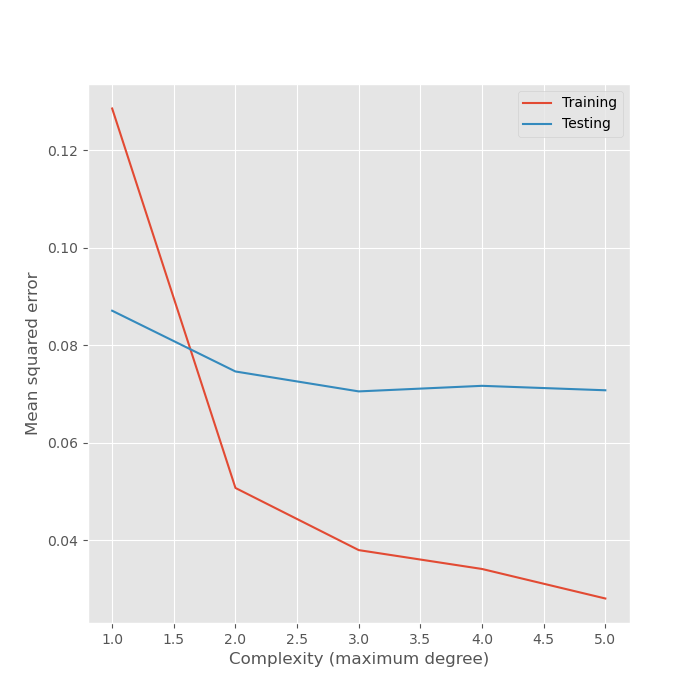 Training
Testing
0.12
0.10
0.08
0.06
0.04
Mean squared error
1.0 1.5 2.0 2.5 3.0 3.5 4.0 4.5 5.0
Complexity (maximum degree)